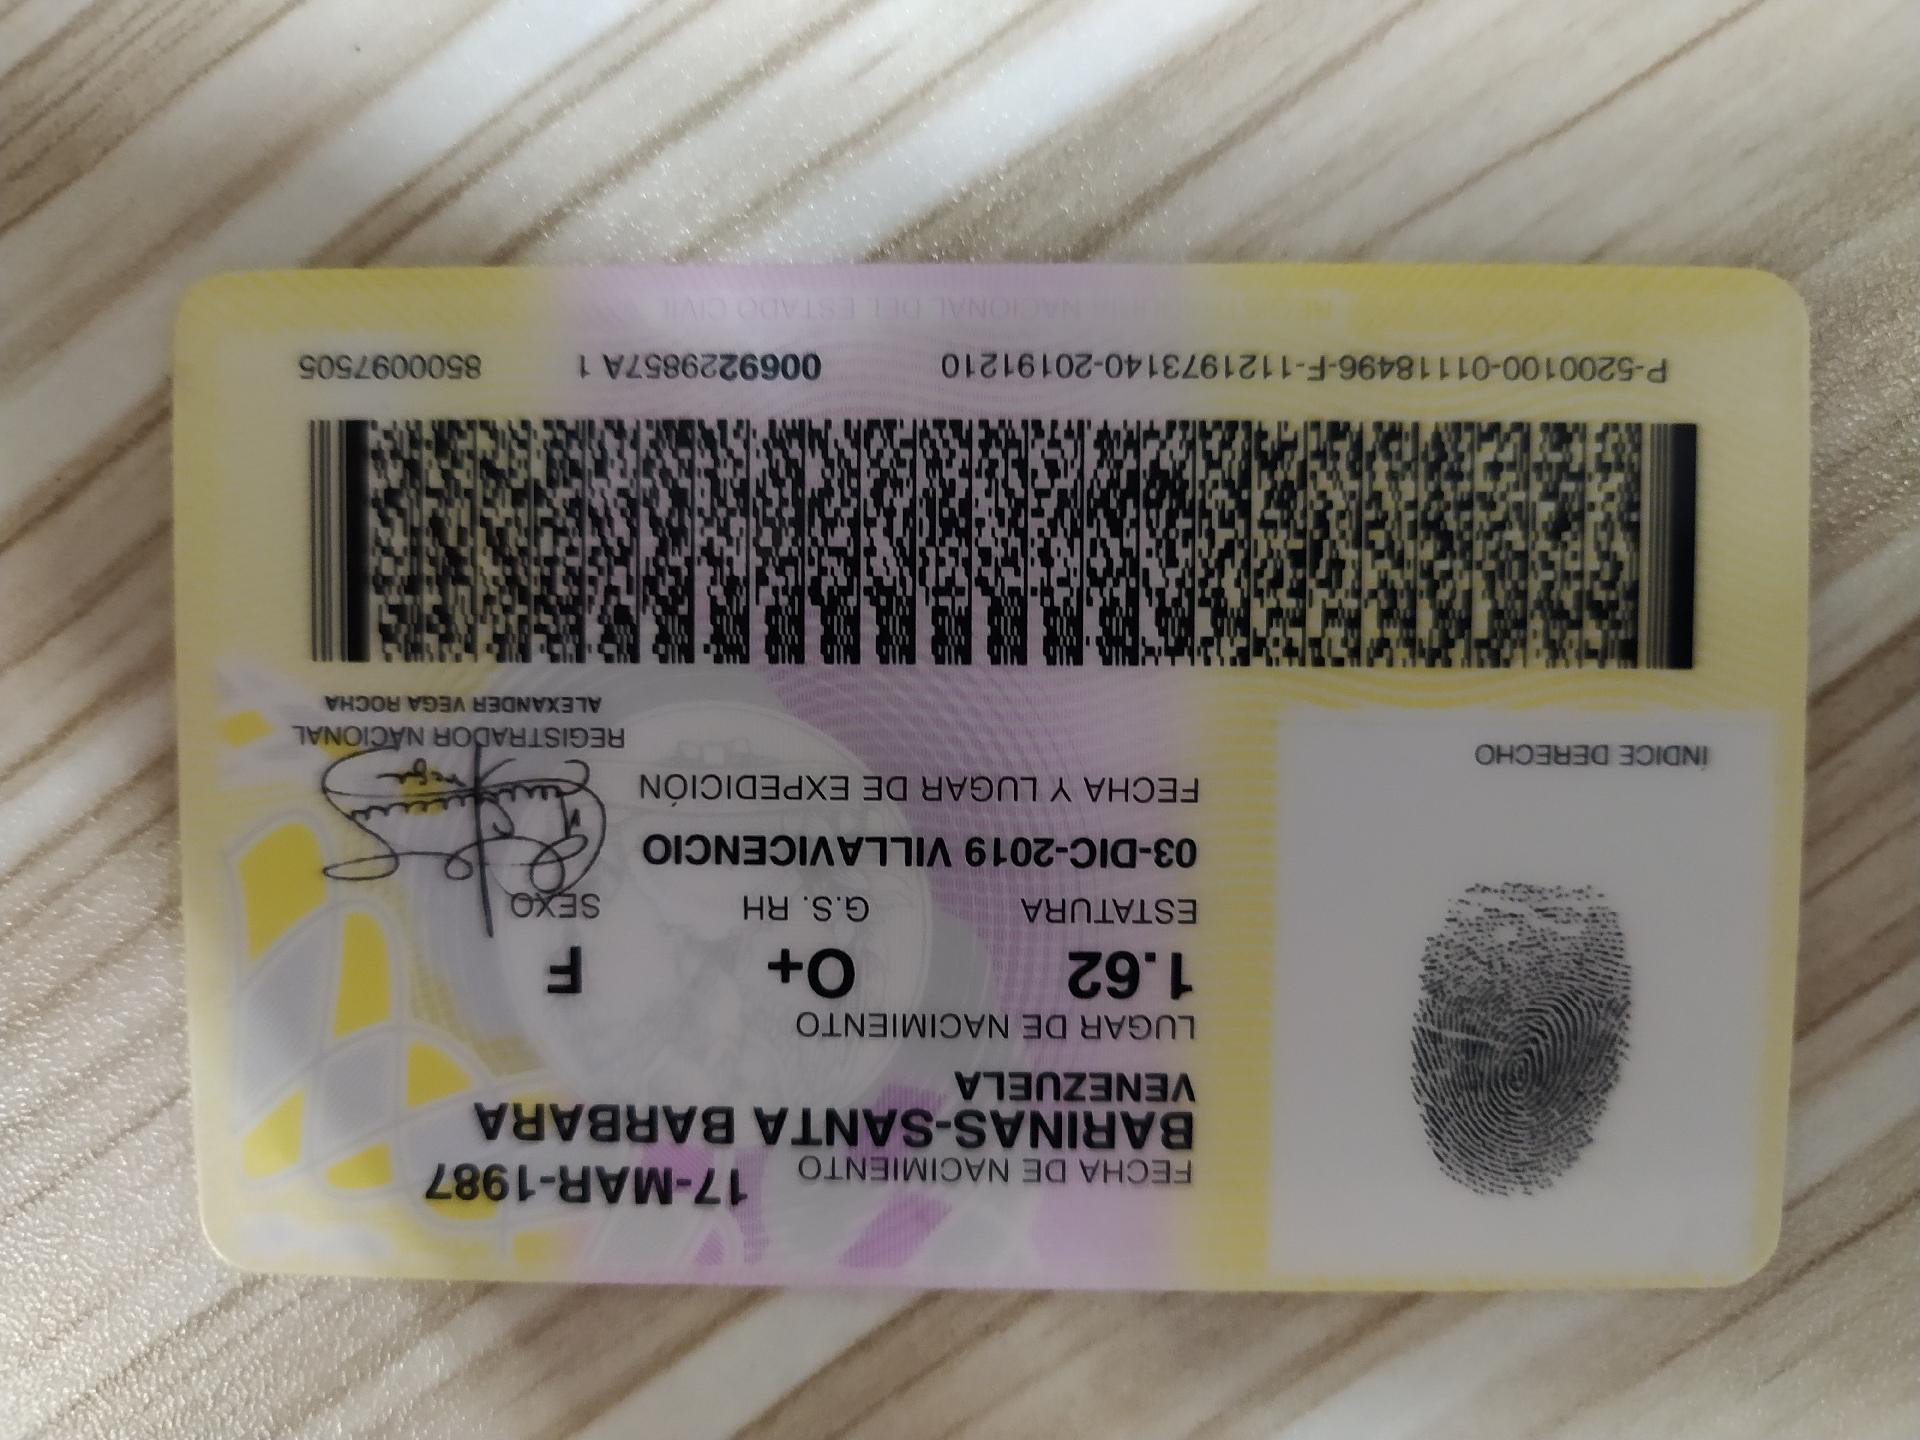 FECHA DE NACIMIENTO 17-MAR-1987
BARINAS-SANTA BARBARA
VENEZUELA
LUGAR DE NACIMIENTO
1.62 O+ F
ESTATURA G.S. RH SEXO
03-DIC-2019 VILLAVICENCIO
FECHA Y LUGAR DE EXPEDICIÓN
ÍNDICE DERECHO
REGISTRADOR NACIONAL
ALEXANDER VEGA ROCHA
P-5200100-01118496-F-1121973140-20191210 0069229857A 1 8500097505
REGISTRADURIA NACIONAL DEL ESTADO CIVIL